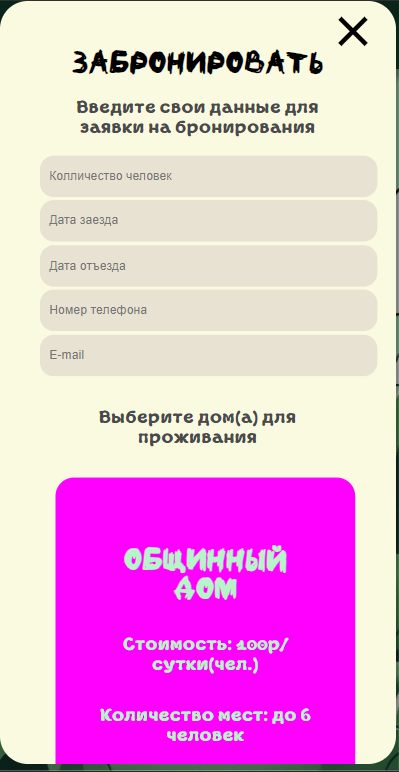 ЗАБРОНИРОВАТЬ
Введите свои данные для
заявки на бронирования
Колличество человек
Дата заезда
Дата отъезда
Номер телефона
E-mail
Выберите дом(а) для
проживания
ОБЩИННЫЙ
ДОМ
Стоимость: 100р/
сутки(чел.)
Количество мест: до 6
человек